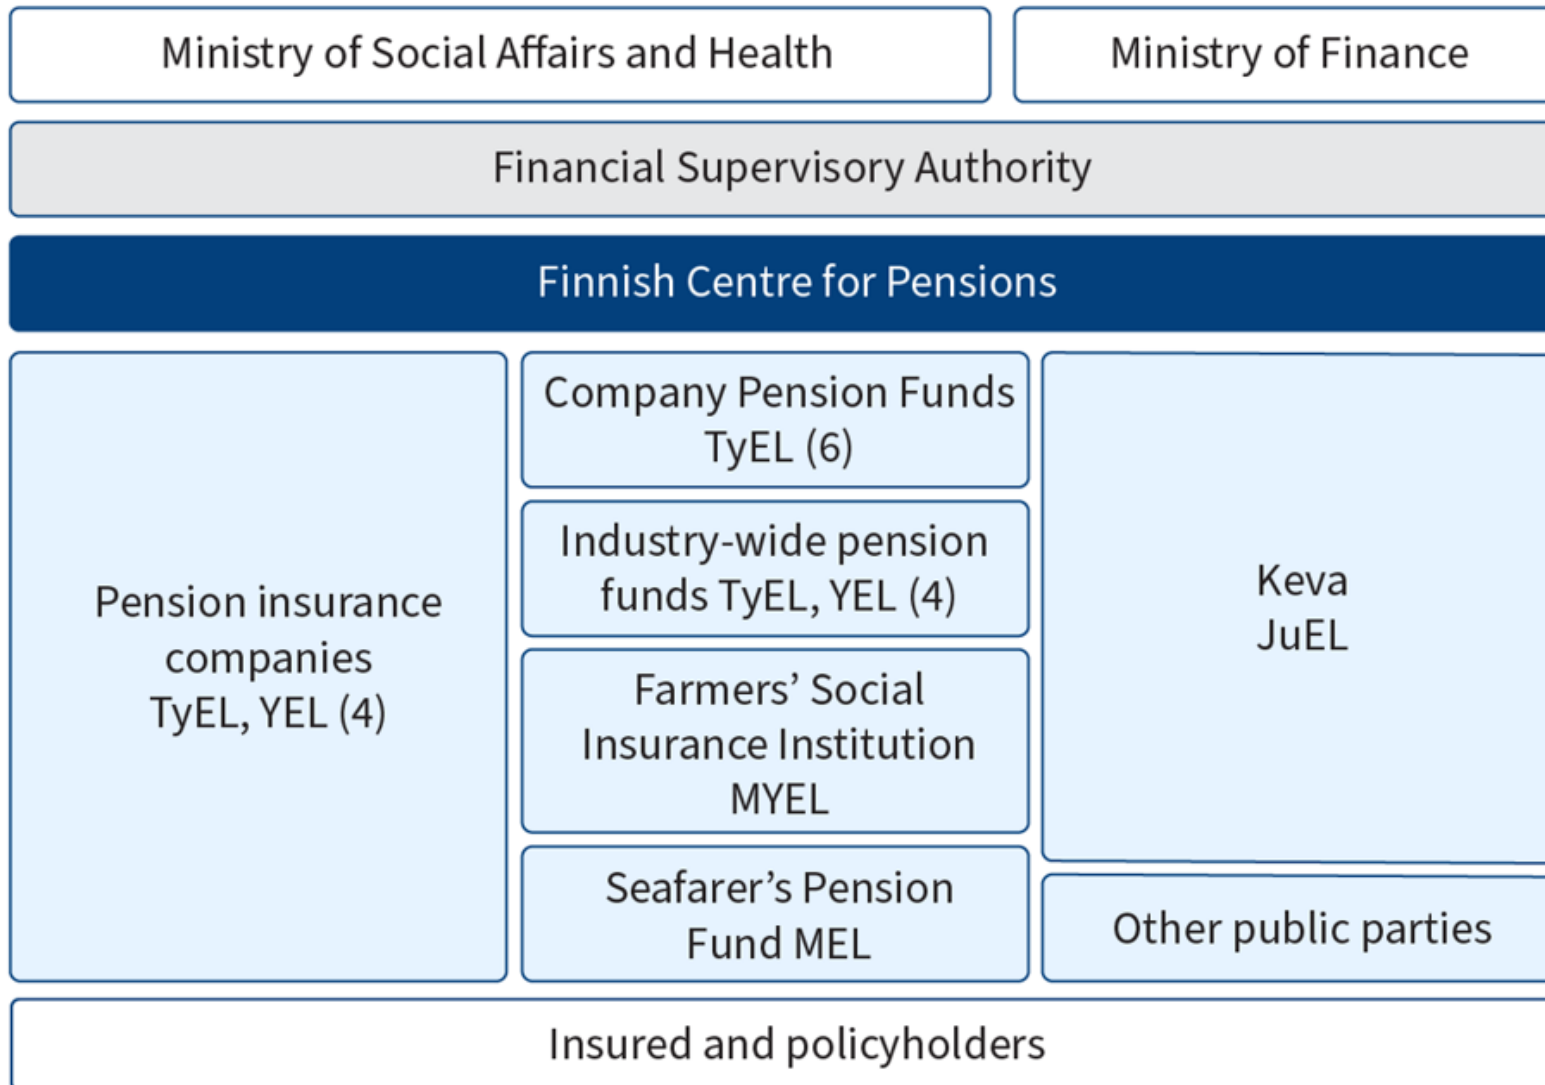 Ministry of Social Affairs and Health
Ministry of Finance
Financial Supervisory Authority
Finnish Centre for Pensions
Pension insurance
companies
TyEL, YEL (4)
Company Pension Funds
TyEL (6)
Industry-wide pension
funds TyEL, YEL (4)
Farmers’ Social
Insurance Institution
MYEL
Seafarer’s Pension
Fund MEL
Keva
JuEL
Other public parties
Insured and policyholders